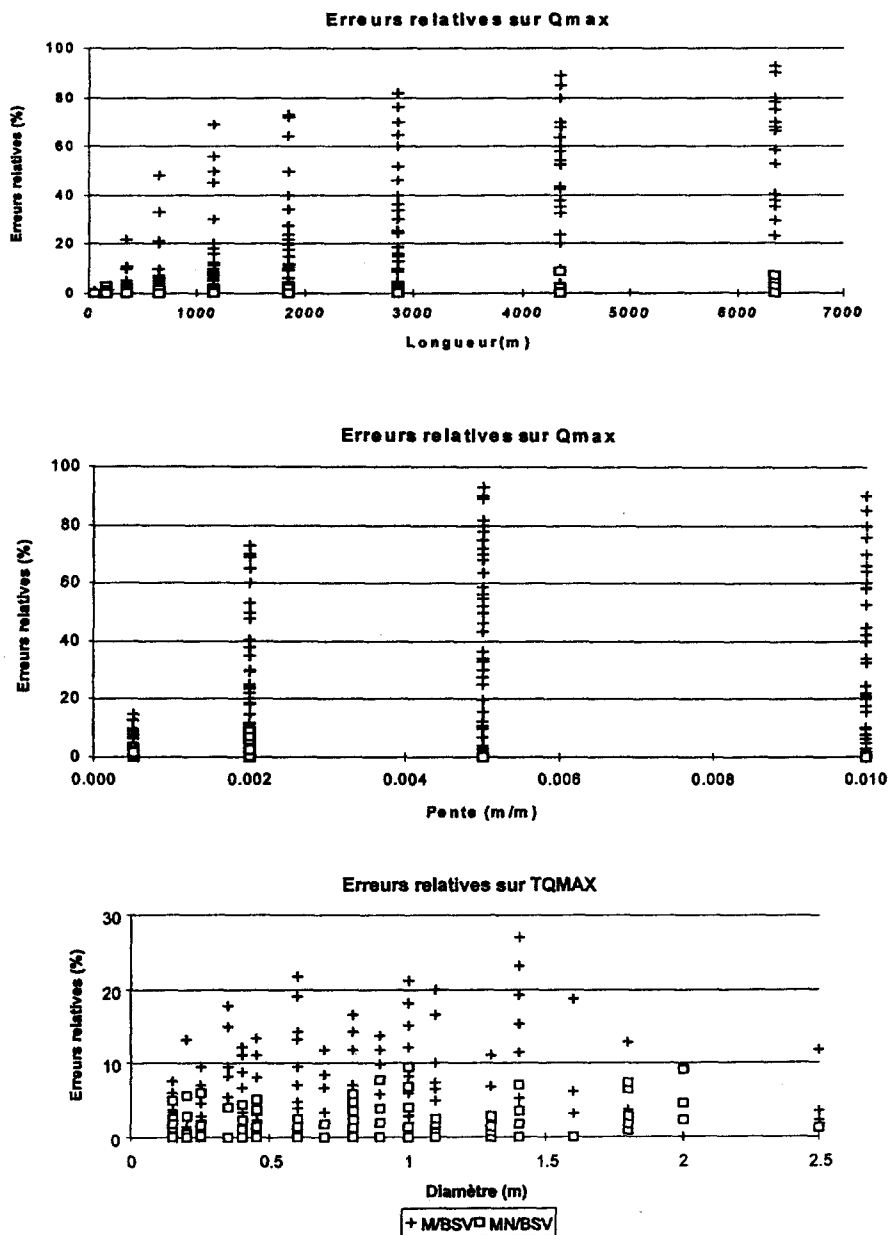 Erreurs relatives sur Qmax
Erreurs relatives (%)
100
80
60
40
20
0
0 1000 2000 3000 4000 5000 6000 7000
Longueur(m)
Erreurs relatives sur Qmax
Erreurs relatives (%)
100
80
60
40
20
0
0.000 0.002 0.004 0.006 0.008 0.010
Pente (m/m)
Erreurs relatives sur TQMAX
Erreurs relatives (%)
30
20
10
0
0 0.5 1 1.5 2 2.5
Diamètre (m)
+ M/BSV □ MN/BSV